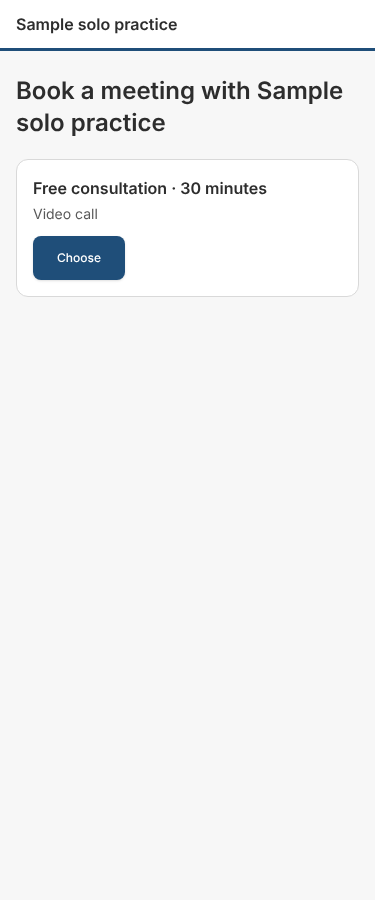 Sample solo practice
Book a meeting with Sample
solo practice
Free consultation · 30 minutes
Video call
Choose